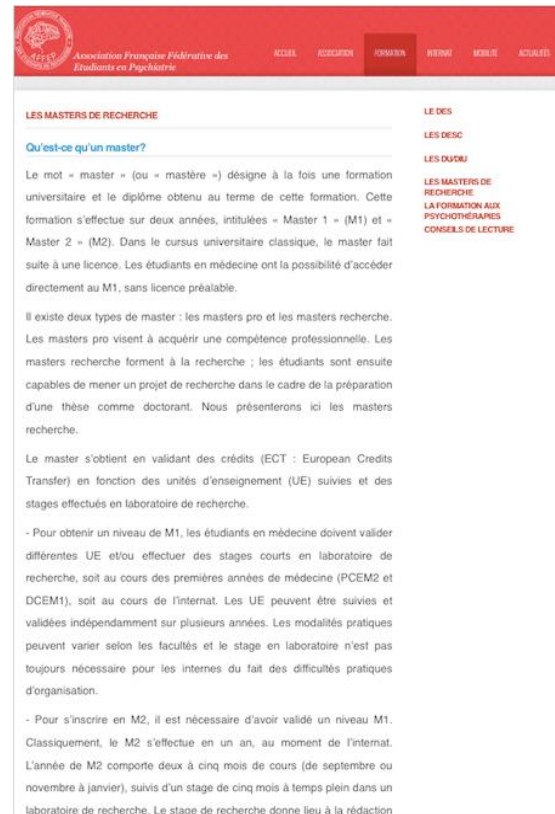 Association Française Fédérative des
Etudiants en Psychiatrie
ACCUEIL ASSOCIATION FORMATION INTERNAT MOBILITÉ ACTUALITÉS
LES MASTERS DE RECHERCHE
Qu'est-ce qu'un master?
Le mot « master » (ou « mastère ») désigne à la fois une formation
universitaire et le diplôme obtenu au terme de cette formation. Cette
formation s'effectue sur deux années, intitulées « Master 1 » (M1) et «
Master 2 » (M2). Dans le cursus universitaire classique, le master fait
suite à une licence. Les étudiants en médecine ont la possibilité d'accéder
directement au M1, sans licence préalable.
Il existe deux types de master : les masters pro et les masters recherche.
Les masters pro visent à acquérir une compétence professionnelle. Les
masters recherche forment à la recherche ; les étudiants sont ensuite
capables de mener un projet de recherche dans le cadre de la préparation
d'une thèse comme doctorant. Nous présenterons ici les masters
recherche.
Le master s'obtient en validant des crédits (ECT : European Credits
Transfer) en fonction des unités d'enseignement (UE) suivies et des
stages effectués en laboratoire de recherche.
- Pour obtenir un niveau de M1, les étudiants en médecine doivent valider
différentes UE et/ou effectuer des stages courts en laboratoire de
recherche, soit au cours des premières années de médecine (PCEM2 et
DCEM1), soit au cours de l'internat. Les UE peuvent être suivies et
validées indépendamment sur plusieurs années. Les modalités pratiques
peuvent varier selon les facultés et le stage en laboratoire n'est pas
toujours nécessaire pour les internes du fait des difficultés pratiques
d'organisation.
- Pour s'inscrire en M2, il est nécessaire d'avoir validé un niveau M1.
Classiquement, le M2 s'effectue en un an, au moment de l'internat.
L'année de M2 comporte deux à cinq mois de cours (de septembre ou
novembre à janvier), suivis d'un stage de cinq mois à temps plein dans un
laboratoire de recherche. Le stage de recherche donne lieu à la rédaction
LE DES
LES DESC
LES DU/DIU
LES MASTERS DE
RECHERCHE
LA FORMATION AUX
PSYCHOTHÉRAPIES
CONSEILS DE LECTURE